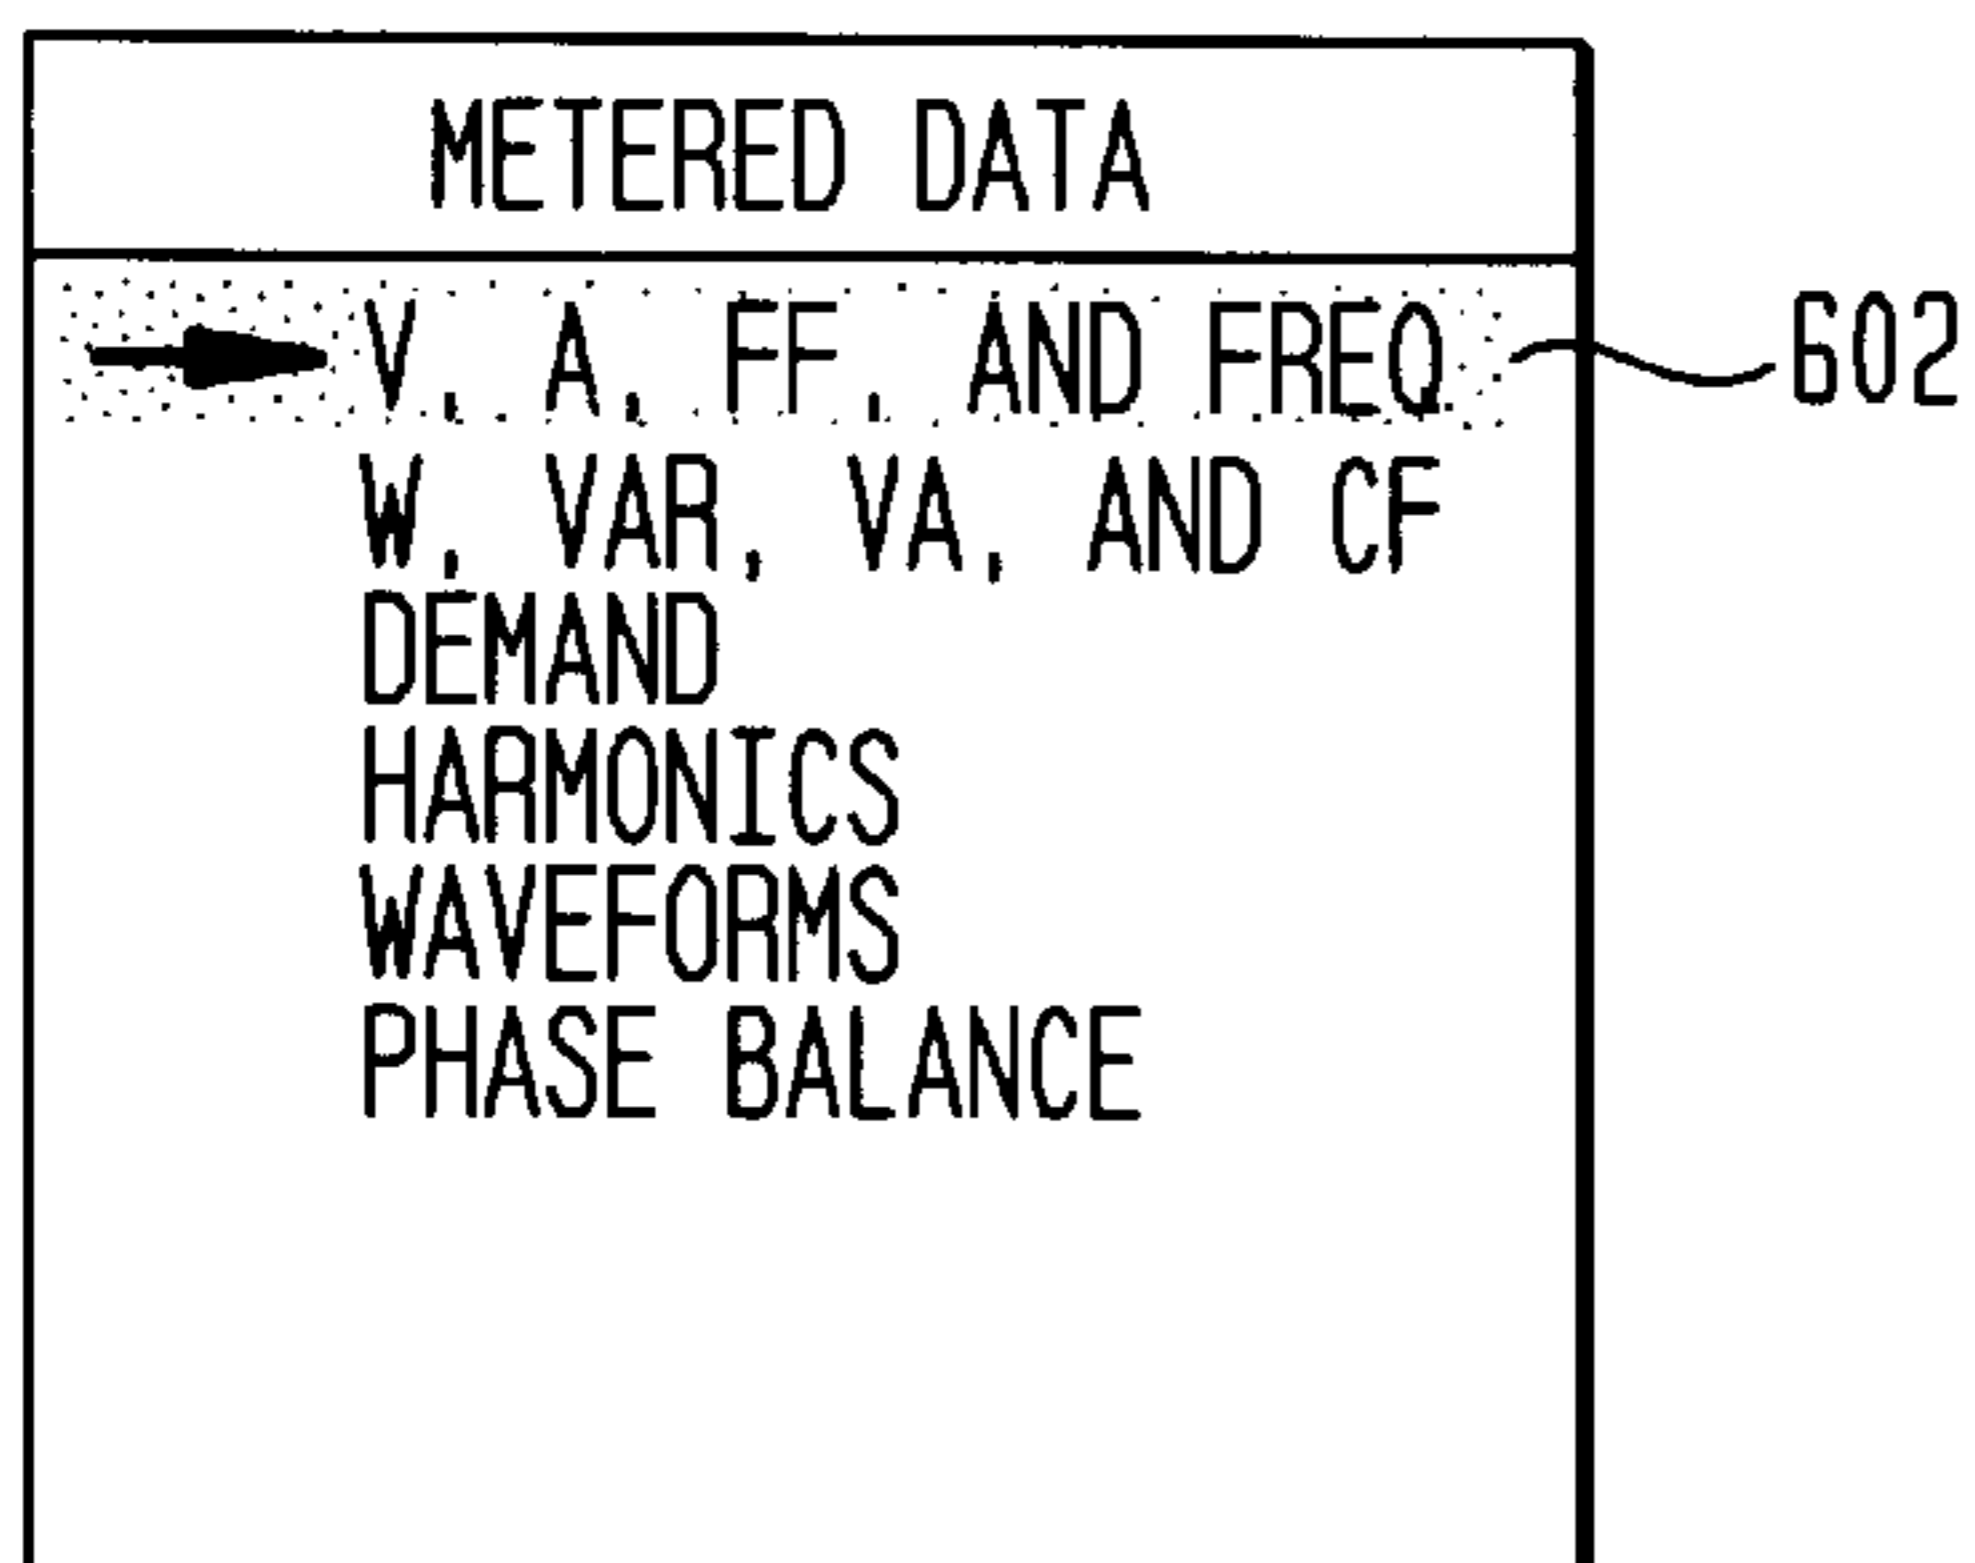 METERED DATA
V, A, FF, AND FREQ
602
W, VAR, VA, AND CF
DEMAND
HARMONICS
WAVEFORMS
PHASE BALANCE